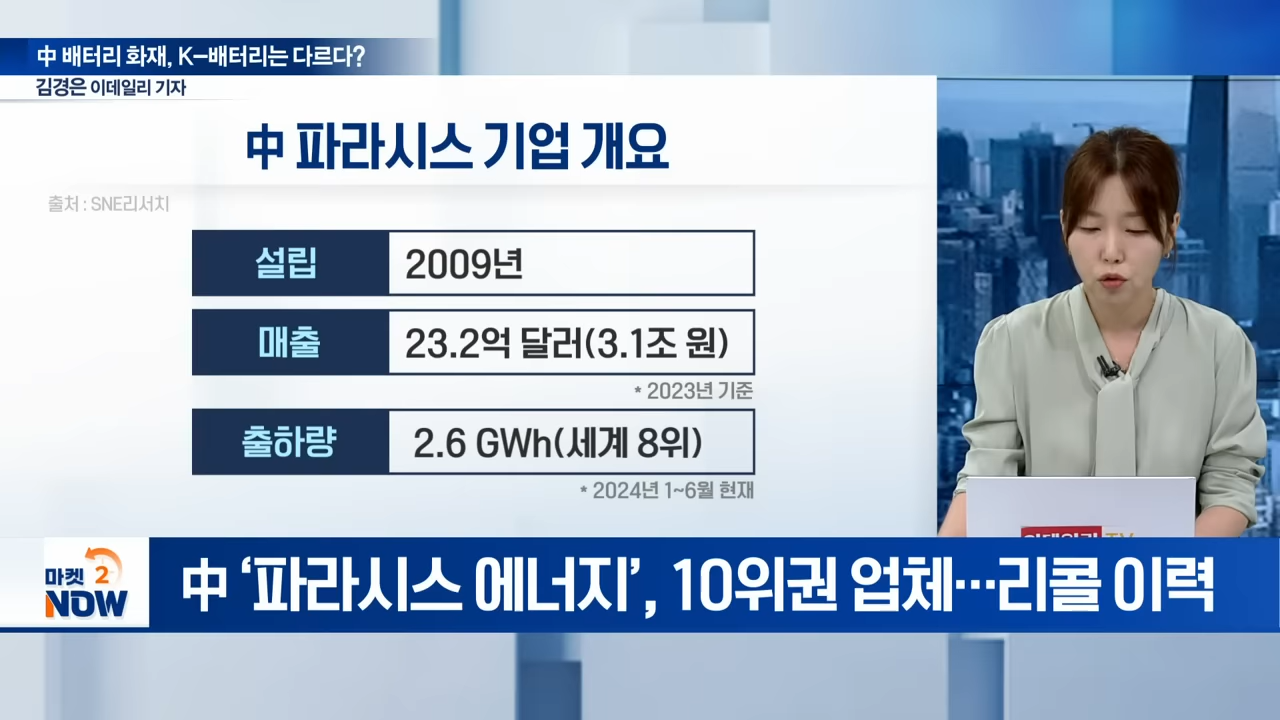 中 배터리 화재, K-배터리는 다르다?
김경은 이데일리 기자
中 파라시스 기업 개요
출처 : SNE리서치
설립 2009년
매출 23.2억 달러(3.1조 원)
* 2023년 기준
출하량 2.6 GWh(세계 8위)
* 2024년 1~6월 현재
마켓 2
NOW
中 ‘파라시스 에너지’, 10위권 업체…리콜 이력